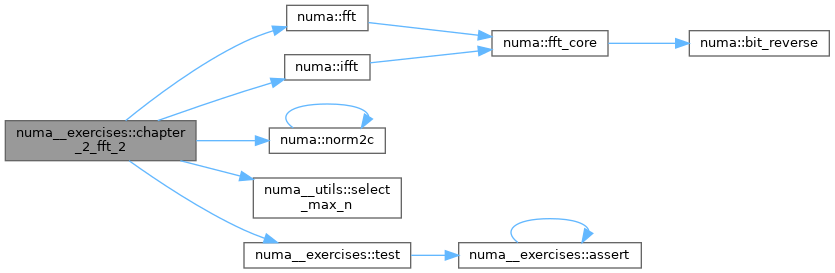 numa::fft
numa::fft_core
numa::bit_reverse
numa::ifft
numa__exercises::chapter
_2_fft_2
numa::norm2c
numa__utils::select
_max_n
numa__exercises::test
numa__exercises::assert